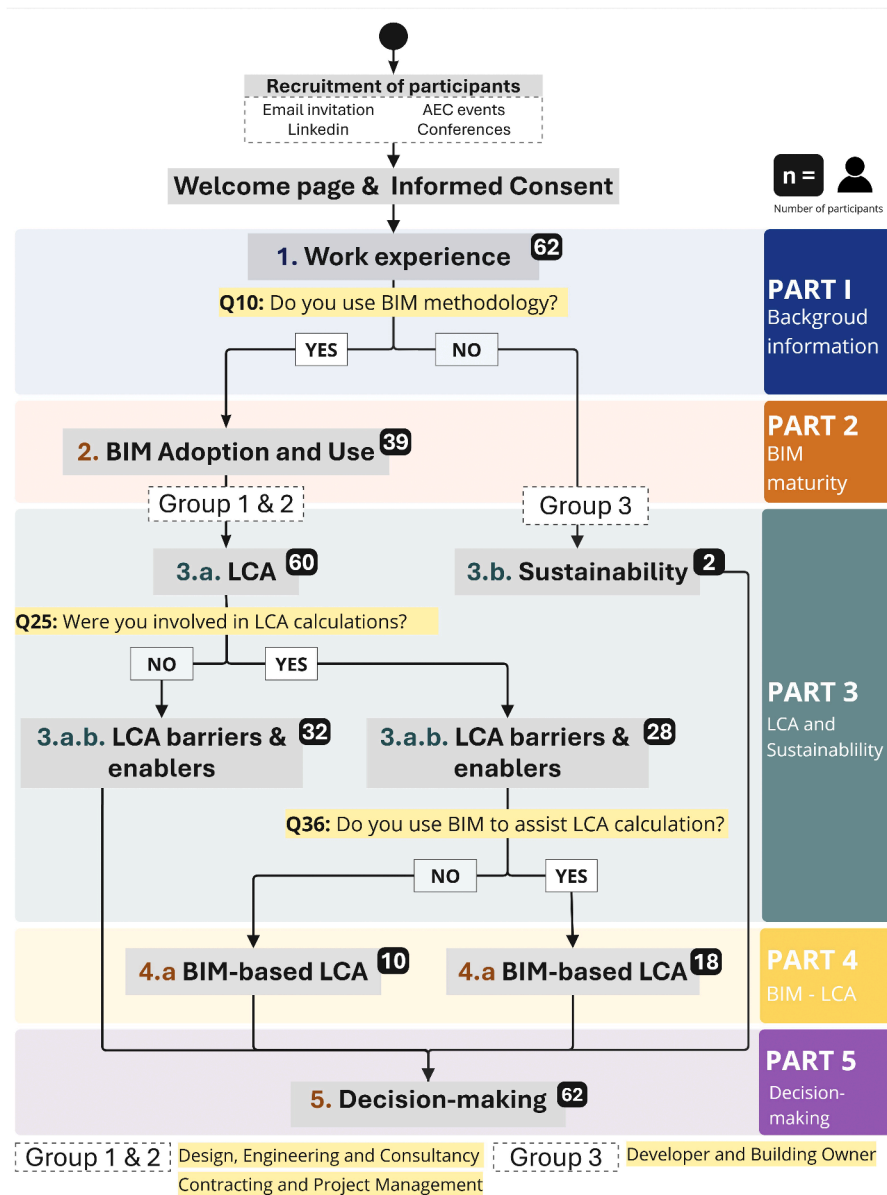 Recruitment of participants
Email invitation AEC events
Linkedin Conferences
Welcome page & Informed Consent
n =
Number of participants
1. Work experience 62
Q10: Do you use BIM methodology?
YES NO
PART I
Backgroud
information
2. BIM Adoption and Use 39
PART 2
BIM
maturity
Group 1 & 2 Group 3
3.a. LCA 60
3.b. Sustainability 2
Q25: Were you involved in LCA calculations?
NO YES
3.a.b. LCA barriers & enablers 32
3.a.b. LCA barriers & enablers 28
PART 3
LCA and
Sustainablility
Q36: Do you use BIM to assist LCA calculation?
NO YES
4.a BIM-based LCA 10
4.a BIM-based LCA 18
PART 4
BIM - LCA
5. Decision-making 62
PART 5
Decision-
making
Group 1 & 2 Design, Engineering and Consultancy
Contracting and Project Management
Group 3 Developer and Building Owner